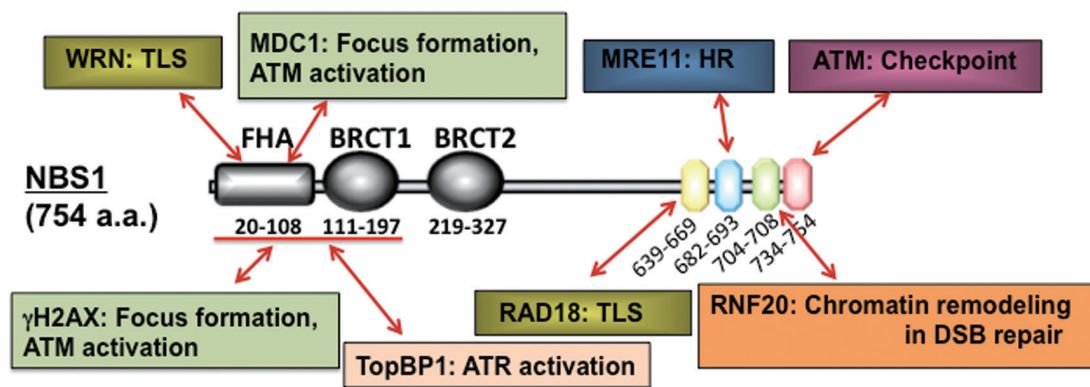 WRN: TLS
MDC1: Focus formation,
ATM activation
MRE11: HR
ATM: Checkpoint
FHA
BRCT1
BRCT2
NBS1
(754 a.a.)
20-108
111-197
219-327
639-669
682-693
704-708
734-754
γH2AX: Focus formation,
ATM activation
TopBP1: ATR activation
RAD18: TLS
RNF20: Chromatin remodeling
in DSB repair